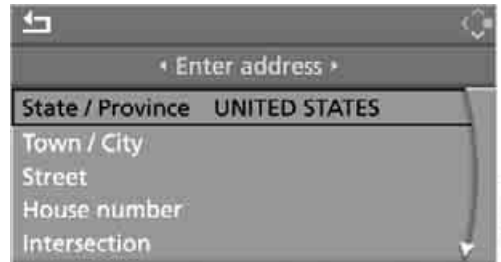 Enter address
State / Province UNITED STATES
Town / City
Street
House number
Intersection